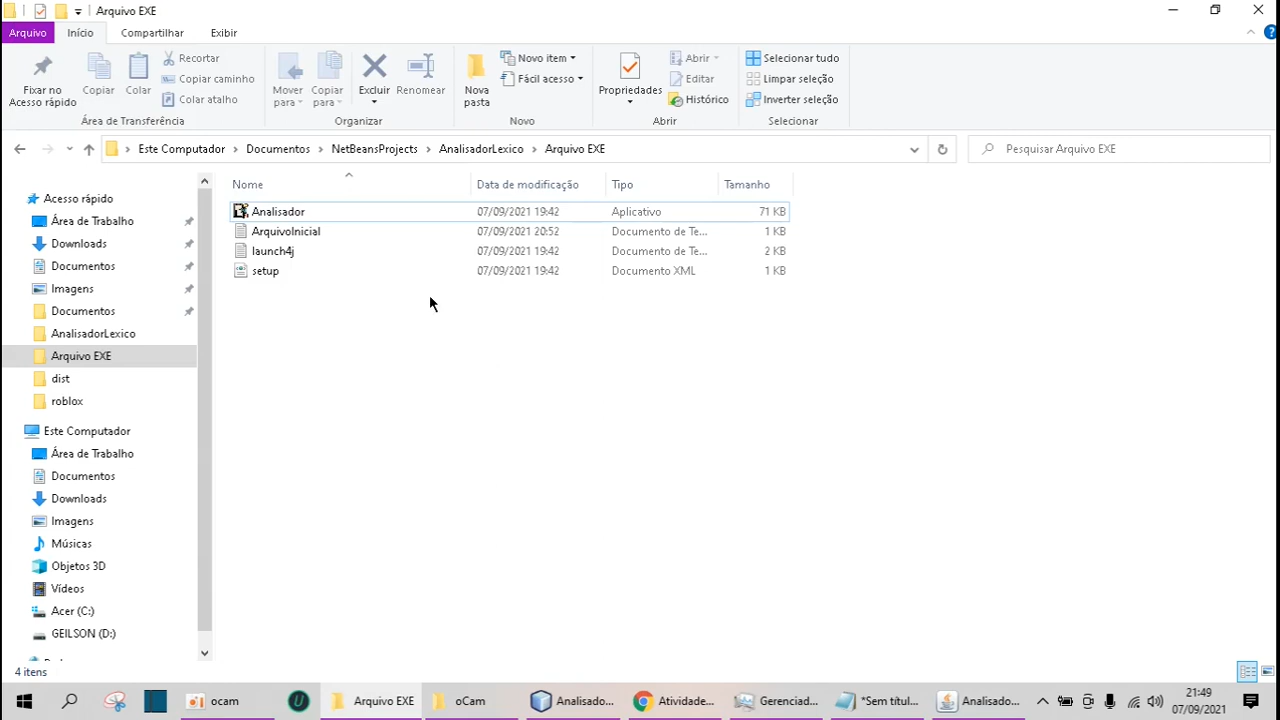 Arquivo EXE
Arquivo Início Compartilhar Exibir
Fixar no Acesso rápido
Copiar
Colar
Recortar
Copiar caminho
Colar atalho
Área de Transferência
Mover para
Copiar para
Excluir
Renomear
Organizar
Nova pasta
Novo item
Fácil acesso
Novo
Propriedades
Abrir
Editar
Histórico
Abrir
Selecionar tudo
Limpar seleção
Inverter seleção
Selecionar
Este Computador > Documentos > NetBeansProjects > AnalisadorLexico > Arquivo EXE
Pesquisar Arquivo EXE
Acesso rápido
Área de Trabalho
Downloads
Documentos
Imagens
Documentos
AnalisadorLexico
Arquivo EXE
dist
roblox
Este Computador
Área de Trabalho
Documentos
Downloads
Imagens
Músicas
Objetos 3D
Vídeos
Acer (C:)
GEILSON (D:)
Nome Data de modificação Tipo Tamanho
Analisador 07/09/2021 19:42 Aplicativo 71 KB
ArquivoInicial 07/09/2021 20:52 Documento de Te... 1 KB
launch4j 07/09/2021 19:42 Documento de Te... 2 KB
setup 07/09/2021 19:42 Documento XML 1 KB
4 itens
ocam Arquivo EXE oCam Analisado... Atividade... Gerenciad... *Sem títul... Analisado...
21:49
07/09/2021